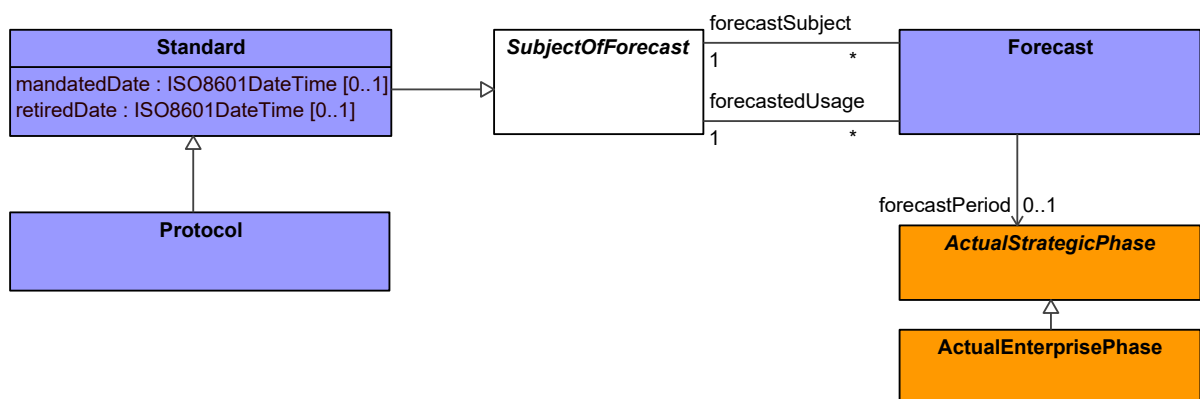 Standard
mandatedDate : ISO8601DateTime [0..1]
retiredDate : ISO8601DateTime [0..1]
Protocol
SubjectOfForecast
forecastSubject
1 *
forecastedUsage
1 *
Forecast
forecastPeriod 0..1
ActualStrategicPhase
ActualEnterprisePhase